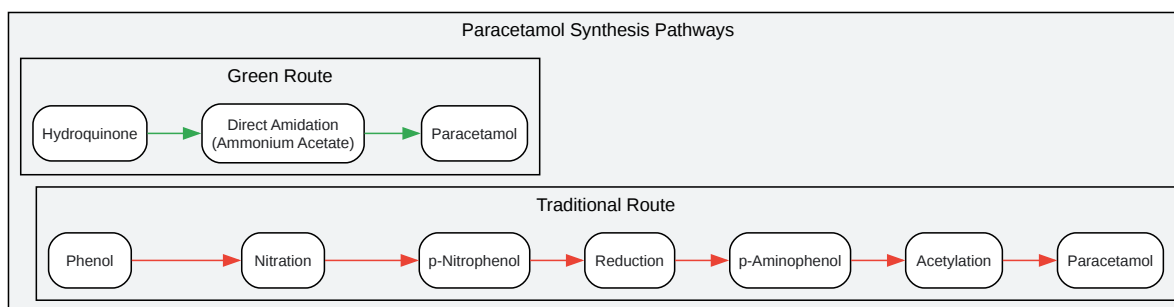 Paracetamol Synthesis Pathways
Green Route
Hydroquinone
Direct Amidation
(Ammonium Acetate)
Paracetamol
Traditional Route
Phenol
Nitration
p-Nitrophenol
Reduction
p-Aminophenol
Acetylation
Paracetamol